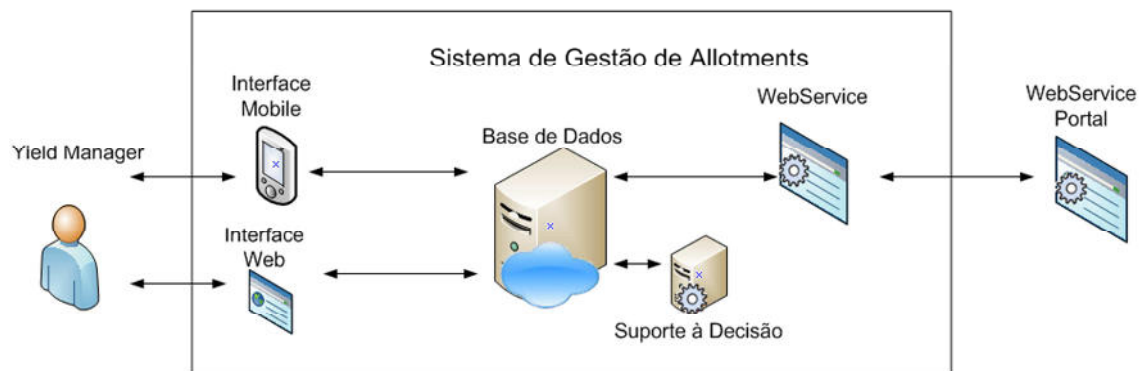 Sistema de Gestão de Allotments
Interface
Mobile
WebService
WebService
Portal
Base de Dados
Yield Manager
Interface
Web
Suporte à Decisão